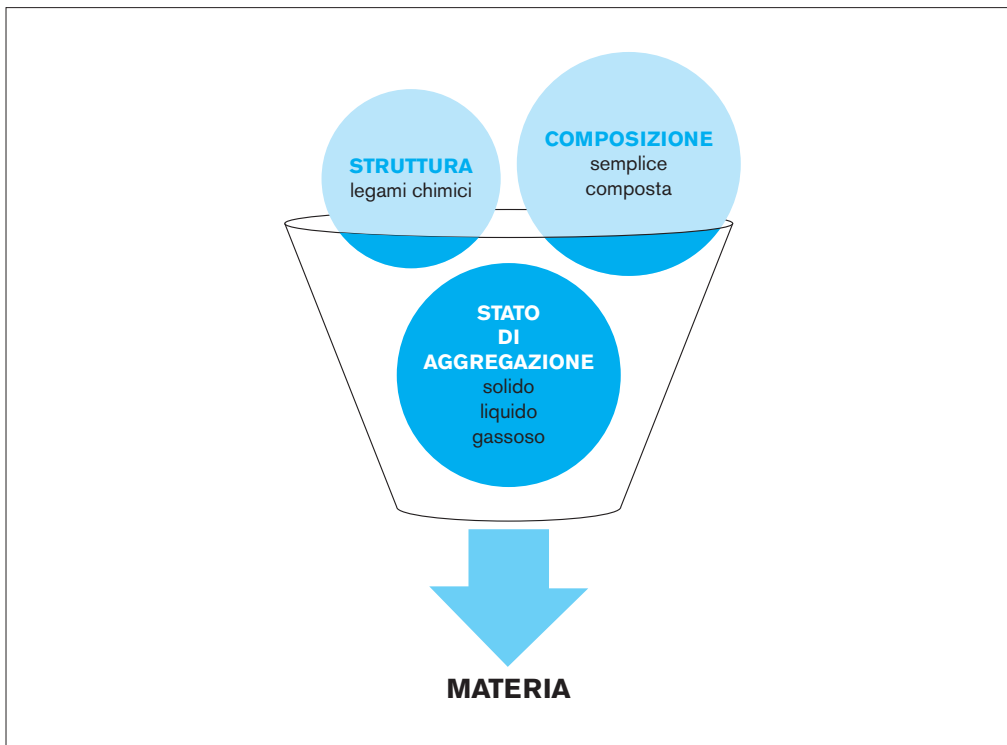 STRUTTURA
legami chimici
COMPOSIZIONE
semplice
composta
STATO
DI
AGGREGAZIONE
solido
liquido
gassoso
MATERIA